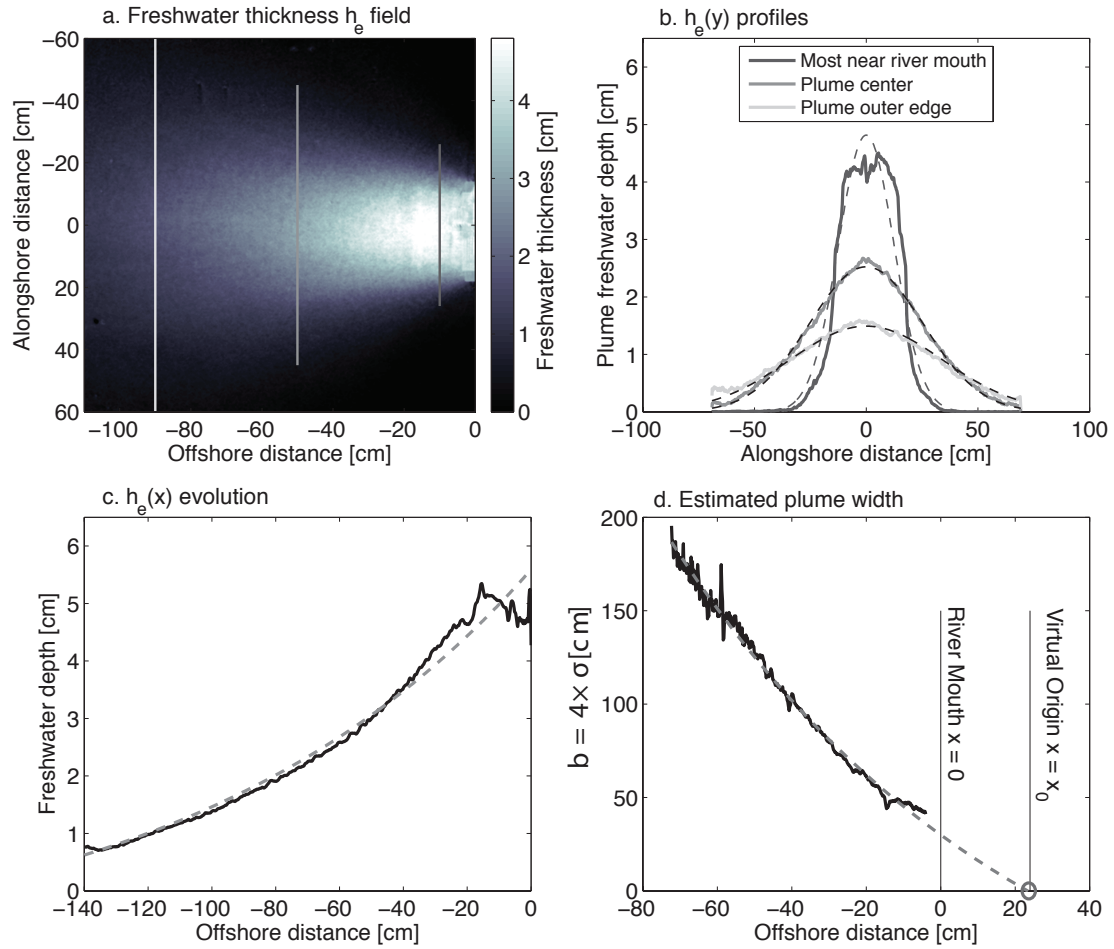 a. Freshwater thickness h_e field
−60
−40
−20
0
20
40
60
Alongshore distance [cm]
−100 −80 −60 −40 −20 0
Offshore distance [cm]
4
3
2
1
0
Freshwater thickness [cm]
b. h_e(y) profiles
Most near river mouth
Plume center
Plume outer edge
6
5
4
3
2
1
0
Plume freshwater depth [cm]
−100 −50 0 50 100
Alongshore distance [cm]
c. h_e(x) evolution
6
5
4
3
2
1
0
Freshwater depth [cm]
−140 −120 −100 −80 −60 −40 −20 0
Offshore distance [cm]
d. Estimated plume width
200
150
100
50
0
b = 4× σ[cm]
River Mouth x = 0
Virtual Origin x = x_0
−80 −60 −40 −20 0 20 40
Offshore distance [cm]